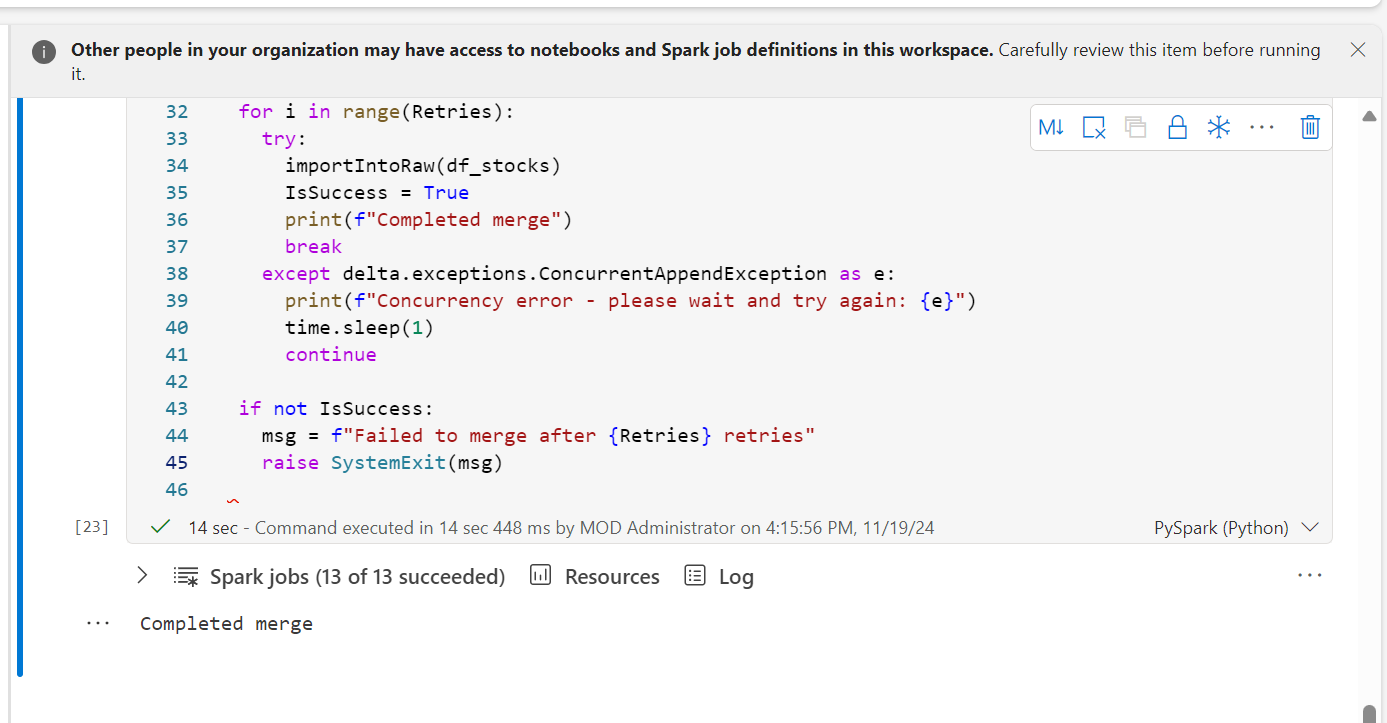 Other people in your organization may have access to notebooks and Spark job definitions in this workspace. Carefully review this item before running
it.
32 for i in range(Retries):
33 try:
34 importIntoRaw(df_stocks)
35 IsSuccess = True
36 print(f"Completed merge")
37 break
38 except delta.exceptions.ConcurrentAppendException as e:
39 print(f"Concurrency error - please wait and try again: {e}")
40 time.sleep(1)
41 continue
42
43 if not IsSuccess:
44 msg = f"Failed to merge after {Retries} retries"
45 raise SystemExit(msg)
46
M↓
[23] 14 sec - Command executed in 14 sec 448 ms by MOD Administrator on 4:15:56 PM, 11/19/24 PySpark (Python)
Spark jobs (13 of 13 succeeded) Resources Log
Completed merge